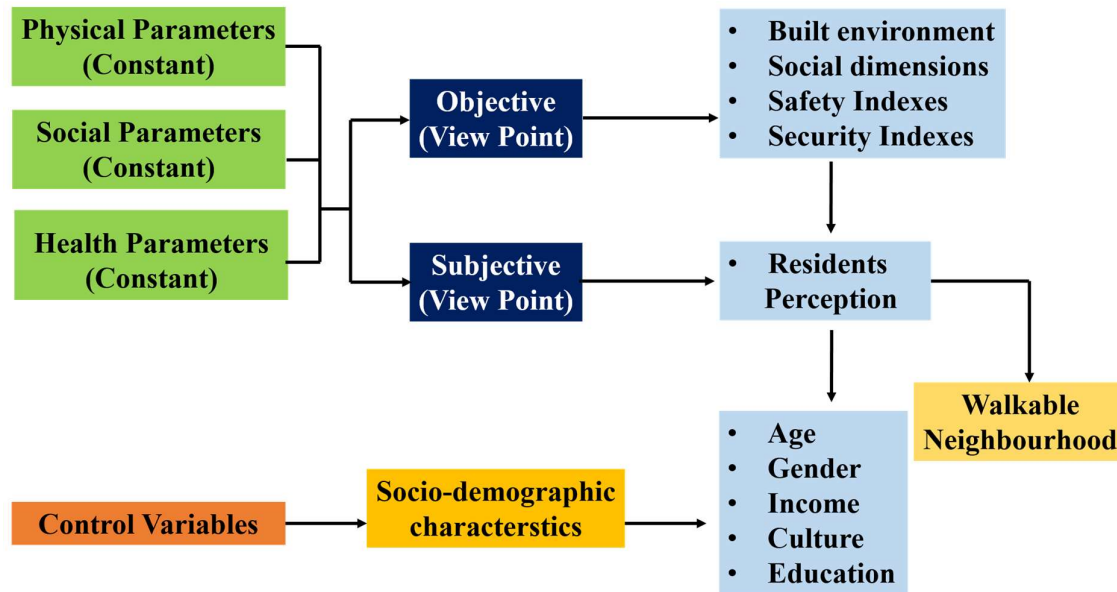 Physical Parameters
(Constant)
Social Parameters
(Constant)
Health Parameters
(Constant)
Objective
(View Point)
Subjective
(View Point)
• Built environment
• Social dimensions
• Safety Indexes
• Security Indexes
• Residents
Perception
Walkable
Neighbourhood
• Age
• Gender
• Income
• Culture
• Education
Control Variables
Socio-demographic
characterstics